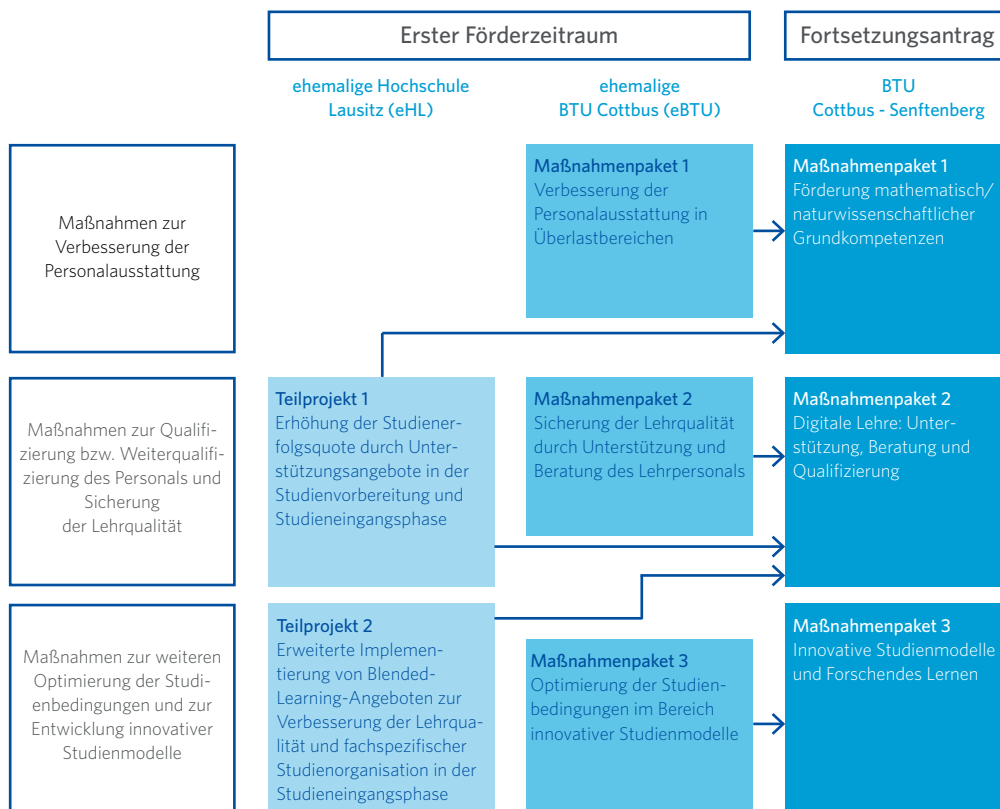 Erster Förderzeitraum
Fortsetzungsantrag
ehemalige Hochschule
Lausitz (eHL)
ehemalige
BTU Cottbus (eBTU)
BTU
Cottbus - Senftenberg
Maßnahmen zur
Verbesserung der
Personalausstattung
Maßnahmenpaket 1
Verbesserung der
Personalausstattung in
Überlastbereichen
Maßnahmenpaket 1
Förderung mathematisch/
naturwissenschaftlicher
Grundkompetenzen
Maßnahmen zur Qualifi-
zierung bzw. Weiterqualifi-
zierung des Personals und
Sicherung
der Lehrqualität
Teilprojekt 1
Erhöhung der Studiener-
folgsquote durch Unter-
stützungsangebote in der
Studienvorbereitung und
Studieneingangsphase
Maßnahmenpaket 2
Sicherung der Lehrqualität
durch Unterstützung und
Beratung des Lehrpersonals
Maßnahmenpaket 2
Digitale Lehre: Unter-
stützung, Beratung und
Qualifizierung
Maßnahmen zur weiteren
Optimierung der Studi-
enbedingungen und zur
Entwicklung innovativer
Studienmodelle
Teilprojekt 2
Erweiterte Implemen-
tierung von Blended-
Learning-Angeboten zur
Verbesserung der Lehrqua-
lität und fachspezifischer
Studienorganisation in der
Studieneingangsphase
Maßnahmenpaket 3
Optimierung der Studien-
bedingungen im Bereich
innovativer Studienmodelle
Maßnahmenpaket 3
Innovative Studienmodelle
und Forschendes Lernen